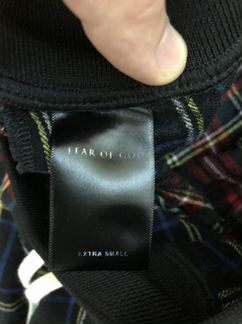 FEAR OF GOD
EXTRA SMALL